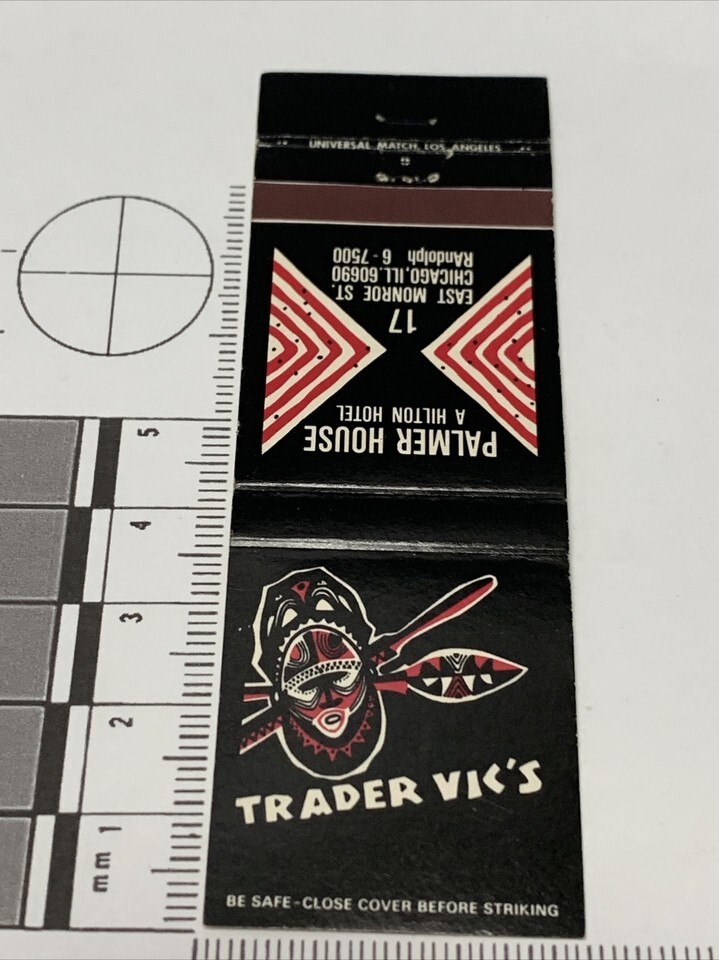 UNIVERSAL MATCH, LOS ANGELES
PALMER HOUSE
A HILTON HOTEL
17
EAST MONROE ST.
CHICAGO, ILL. 60690
RAndolph 6-7500
TRADER VIC'S
BE SAFE-CLOSE COVER BEFORE STRIKING
5
4
3
2
mm 1